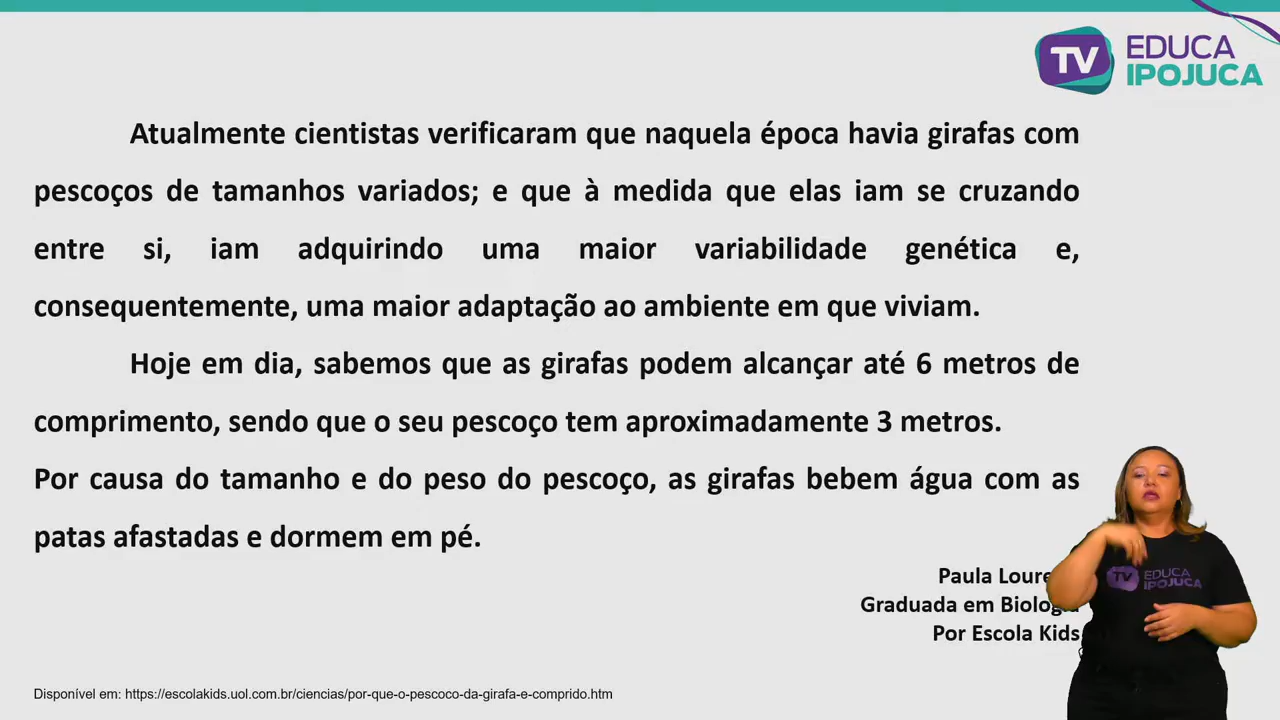 TV EDUCA
IPOJUCA
Atualmente cientistas verificaram que naquela época havia girafas com
pescoços de tamanhos variados; e que à medida que elas iam se cruzando
entre si, iam adquirindo uma maior variabilidade genética e,
consequentemente, uma maior adaptação ao ambiente em que viviam.
Hoje em dia, sabemos que as girafas podem alcançar até 6 metros de
comprimento, sendo que o seu pescoço tem aproximadamente 3 metros.
Por causa do tamanho e do peso do pescoço, as girafas bebem água com as
patas afastadas e dormem em pé.
Paula
Graduada em Biologia
Por Escola Kids
TV EDUCA
IPOJUCA
Disponível em: https://escolakids.uol.com.br/ciencias/por-que-o-pescoco-da-girafa-e-comprido.htm